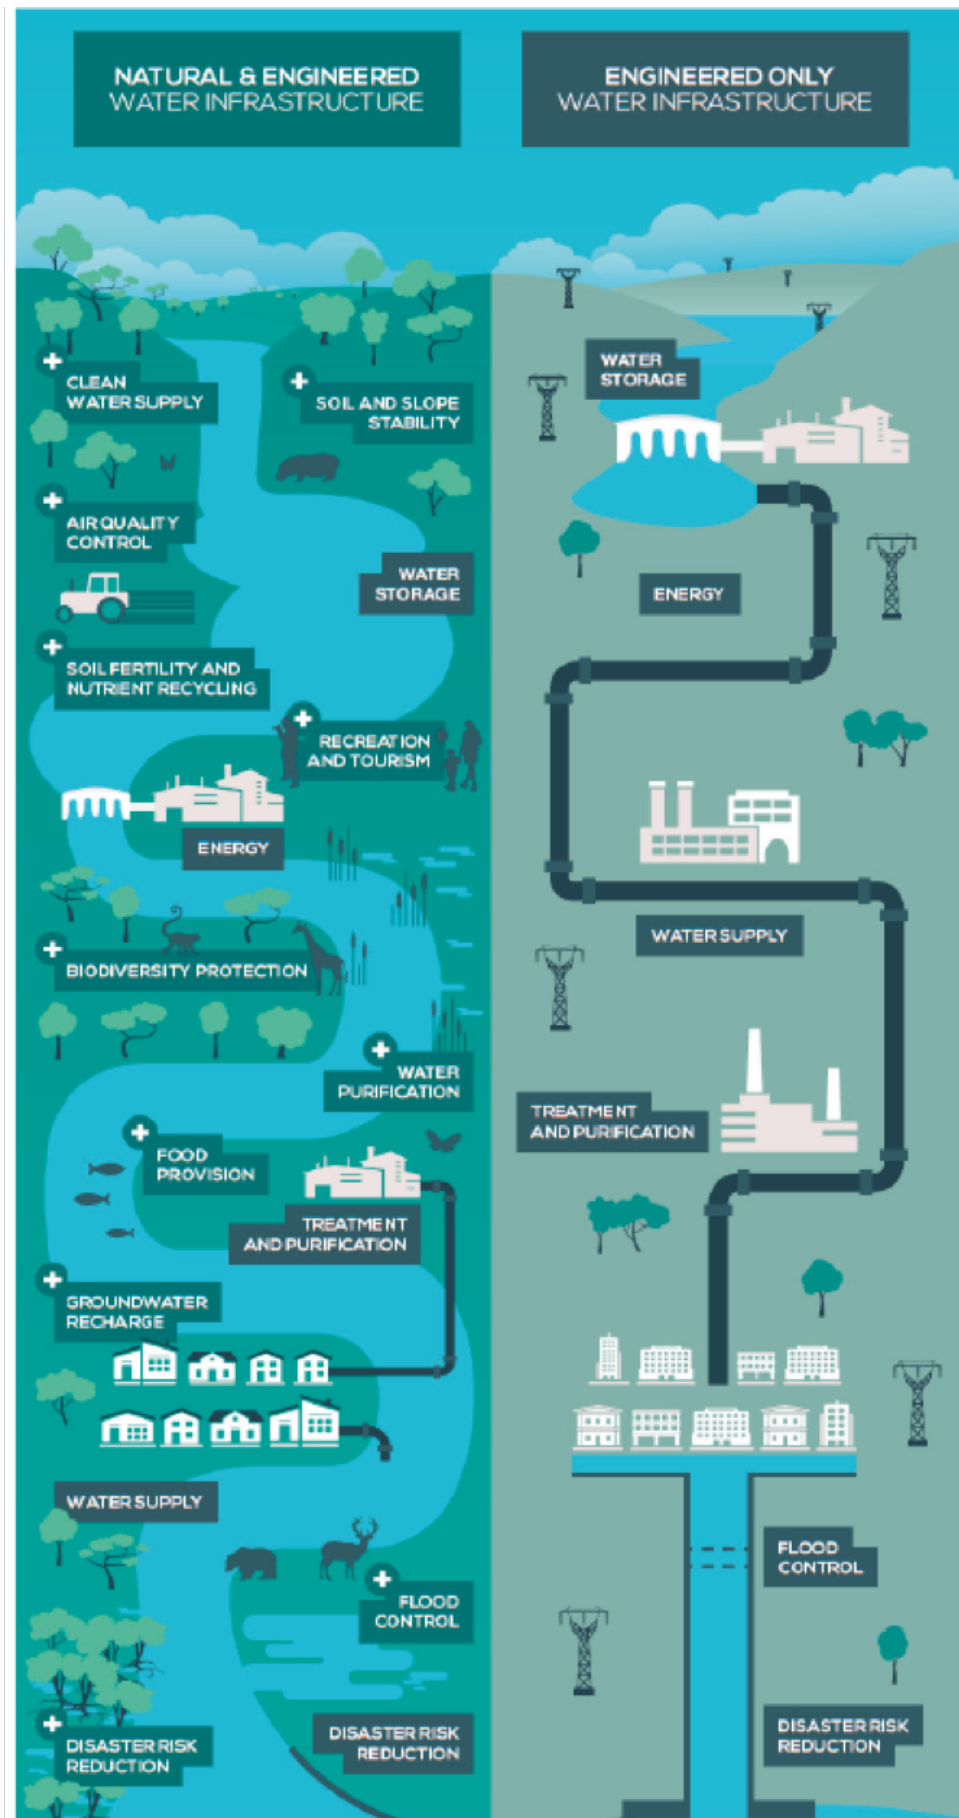 NATURAL & ENGINEERED
WATER INFRASTRUCTURE
CLEAN
WATER SUPPLY
SOIL AND SLOPE
STABILITY
AIR QUALITY
CONTROL
WATER
STORAGE
SOIL FERTILITY AND
NUTRIENT RECYCLING
RECREATION
AND TOURISM
ENERGY
BIODIVERSITY PROTECTION
WATER
PURIFICATION
FOOD
PROVISION
TREATMENT
AND PURIFICATION
GROUNDWATER
RECHARGE
WATER SUPPLY
FLOOD
CONTROL
DISASTER RISK
REDUCTION
DISASTER RISK
REDUCTION
ENGINEERED ONLY
WATER INFRASTRUCTURE
WATER
STORAGE
ENERGY
WATER SUPPLY
TREATMENT
AND PURIFICATION
FLOOD
CONTROL
DISASTER RISK
REDUCTION